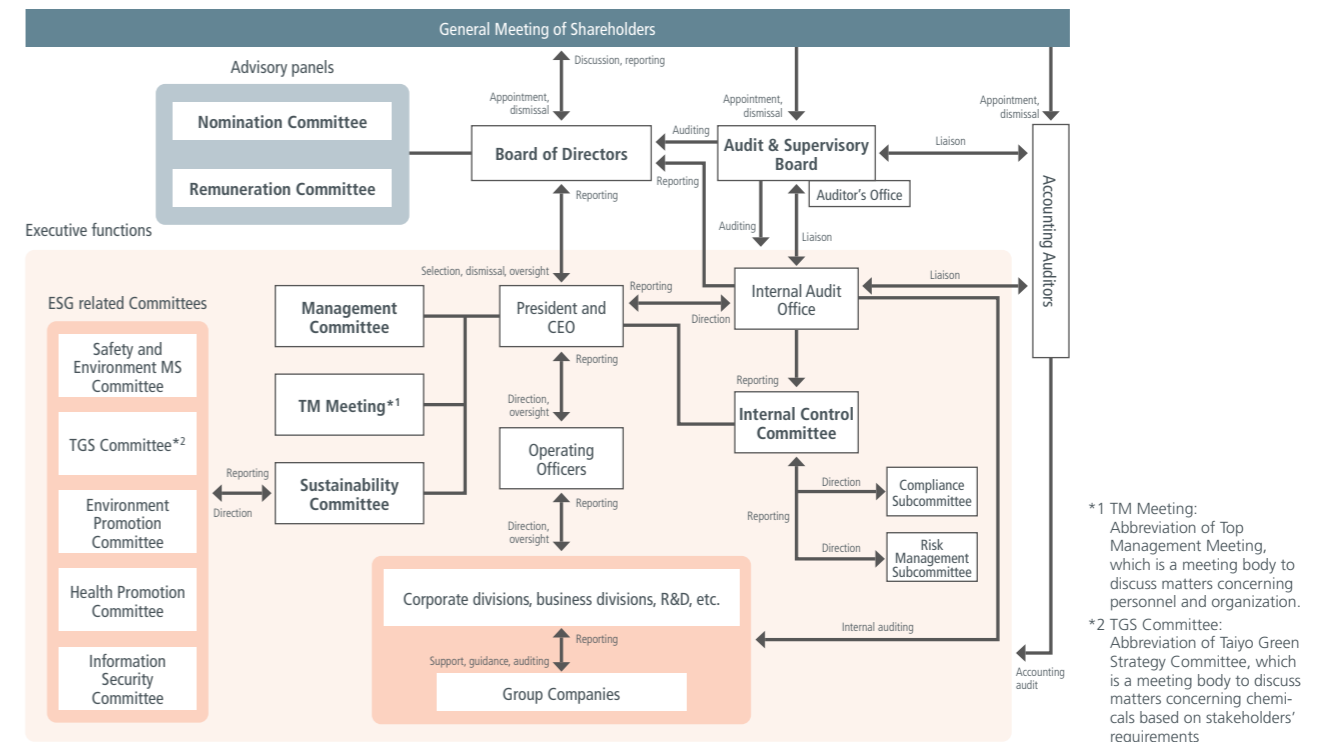 General Meeting of Shareholders
Advisory panels
Nomination Committee
Remuneration Committee
Discussion, reporting
Appointment,
dismissal
Board of Directors
Appointment,
dismissal
Auditing
Audit & Supervisory
Board
Auditor's Office
Reporting
Liaison
Appointment,
dismissal
Accounting Auditors
Reporting
Auditing
Liaison
Executive functions
Selection, dismissal, oversight
ESG related Committees
Safety and
Environment MS
Committee
TGS Committee*2
Environment
Promotion
Committee
Health Promotion
Committee
Information
Security
Committee
Reporting
Direction
Management
Committee
TM Meeting*1
Sustainability
Committee
President and
CEO
Reporting
Direction
Internal Audit
Office
Liaison
Reporting
Direction,
oversight
Operating
Officers
Reporting
Direction,
oversight
Reporting
Internal Control
Committee
Direction
Compliance
Subcommittee
Reporting
Direction
Risk
Management
Subcommittee
Corporate divisions, business divisions, R&D, etc.
Reporting
Support, guidance, auditing
Group Companies
Internal auditing
Accounting
audit
*1 TM Meeting:
Abbreviation of Top
Management Meeting,
which is a meeting body to
discuss matters concerning
personnel and organization.
*2 TGS Committee:
Abbreviation of Taiyo Green
Strategy Committee, which
is a meeting body to discuss
matters concerning chemi-
cals based on stakeholders'
requirements